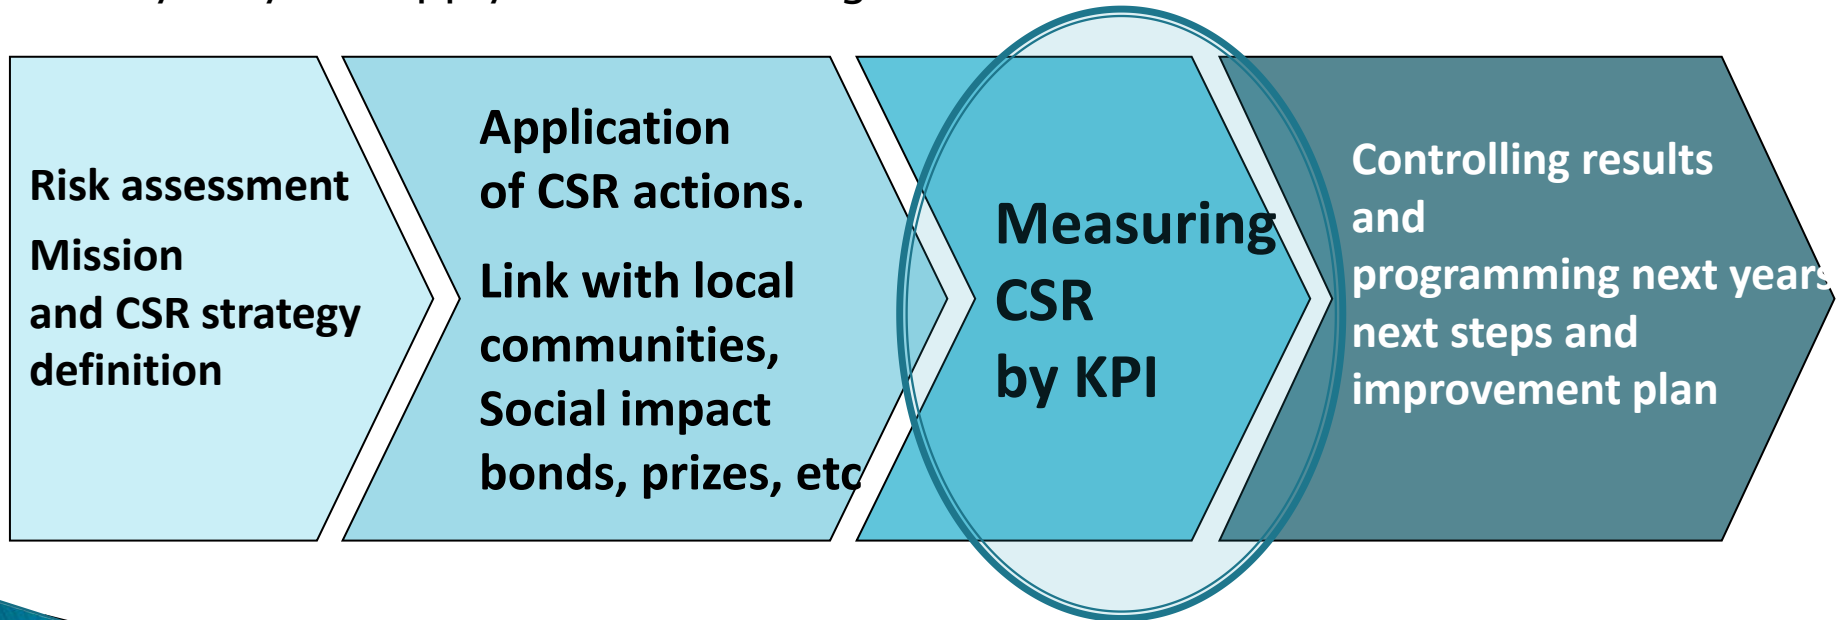 Risk assessment
Mission
and CSR strategy
definition
Application
of CSR actions.
Link with local
communities,
Social impact
bonds, prizes, etc
Measuring
CSR
by KPI
Controlling results
and
programming next years
next steps and
improvement plan